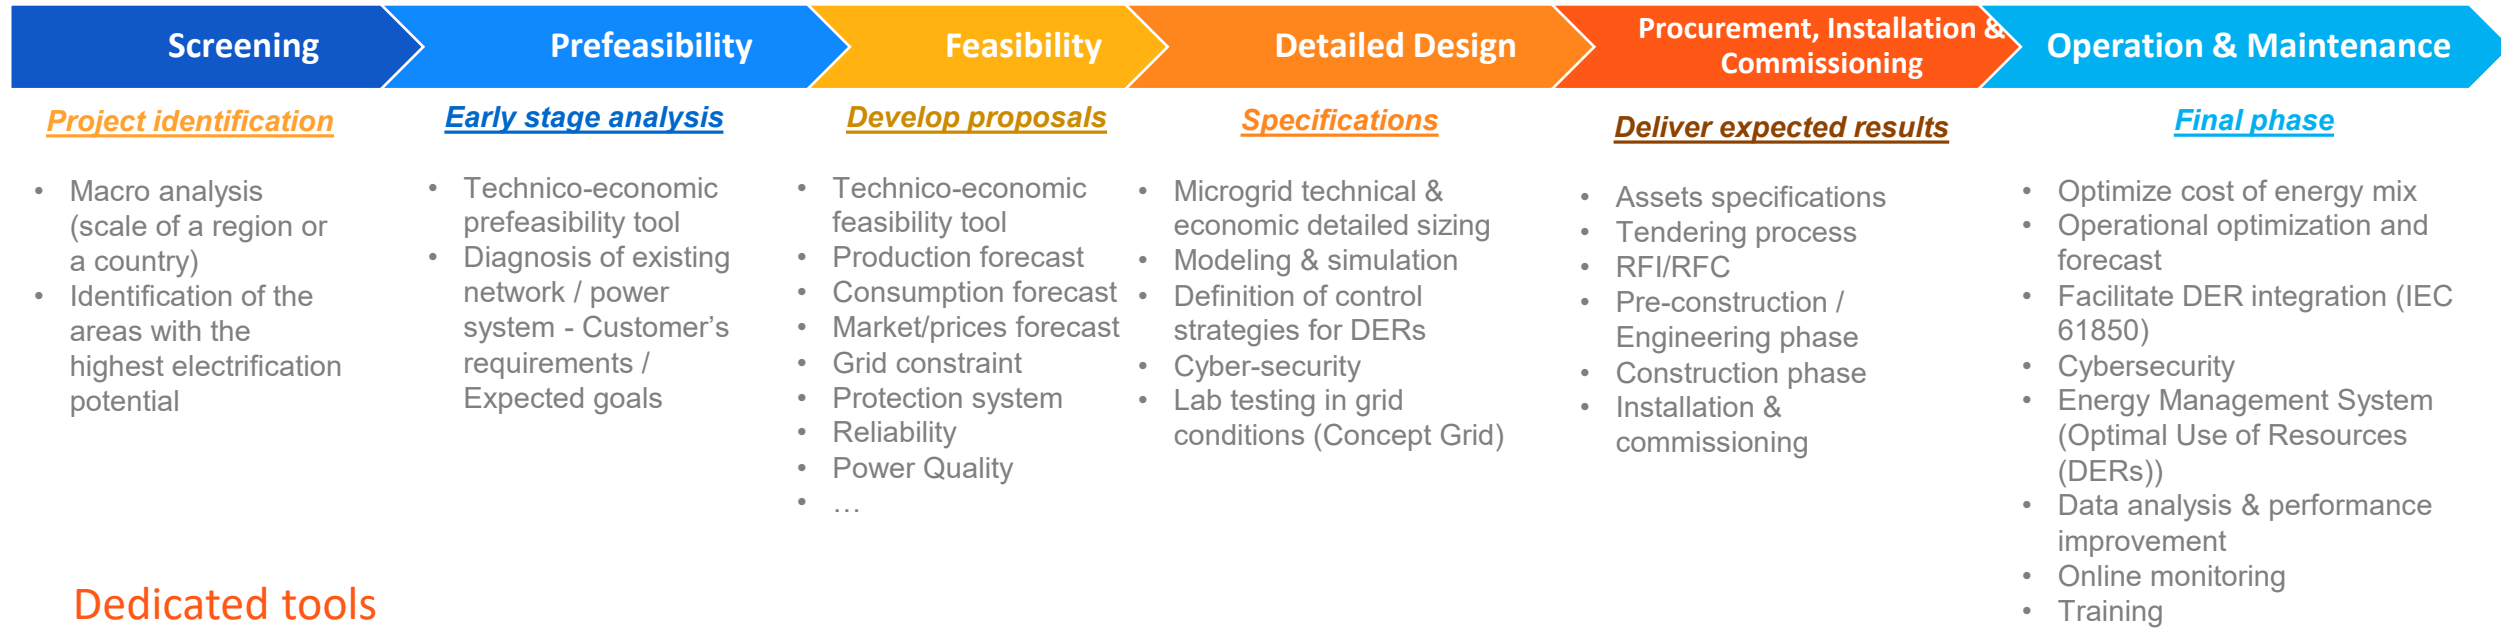 Screening
Prefeasibility
Feasibility
Detailed Design
Procurement, Installation &
Commissioning
Operation & Maintenance
Project identification
• Macro analysis
(scale of a region or
a country)
• Identification of the
areas with the
highest electrification
potential
Early stage analysis
• Technico-economic
prefeasibility tool
• Diagnosis of existing
network / power
system - Customer’s
requirements /
Expected goals
Develop proposals
• Technico-economic
feasibility tool
• Production forecast
• Consumption forecast
• Market/prices forecast
• Grid constraint
• Protection system
• Reliability
• Power Quality
• …
Specifications
• Microgrid technical &
economic detailed sizing
• Modeling & simulation
• Definition of control
strategies for DERs
• Cyber-security
• Lab testing in grid
conditions (Concept Grid)
Deliver expected results
• Assets specifications
• Tendering process
• RFI/RFC
• Pre-construction /
Engineering phase
• Construction phase
• Installation &
commissioning
Final phase
• Optimize cost of energy mix
• Operational optimization and
forecast
• Facilitate DER integration (IEC
61850)
• Cybersecurity
• Energy Management System
(Optimal Use of Resources
(DERs))
• Data analysis & performance
improvement
• Online monitoring
• Training
Dedicated tools